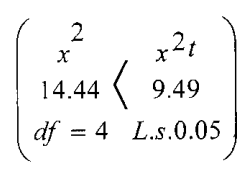 x² x²t
14.44 < 9.49
df = 4 L.s.0.05